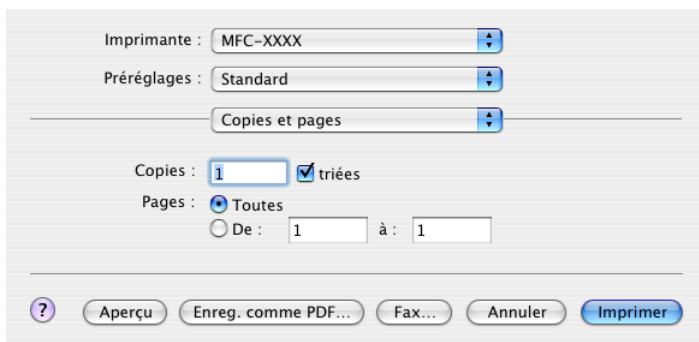 Imprimante : MFC-XXXX
Préréglages : Standard
Copies et pages
Copies : 1 triées
Pages : Toutes
De : 1 à : 1
? Aperçu Enreg. comme PDF... Fax... Annuler Imprimer